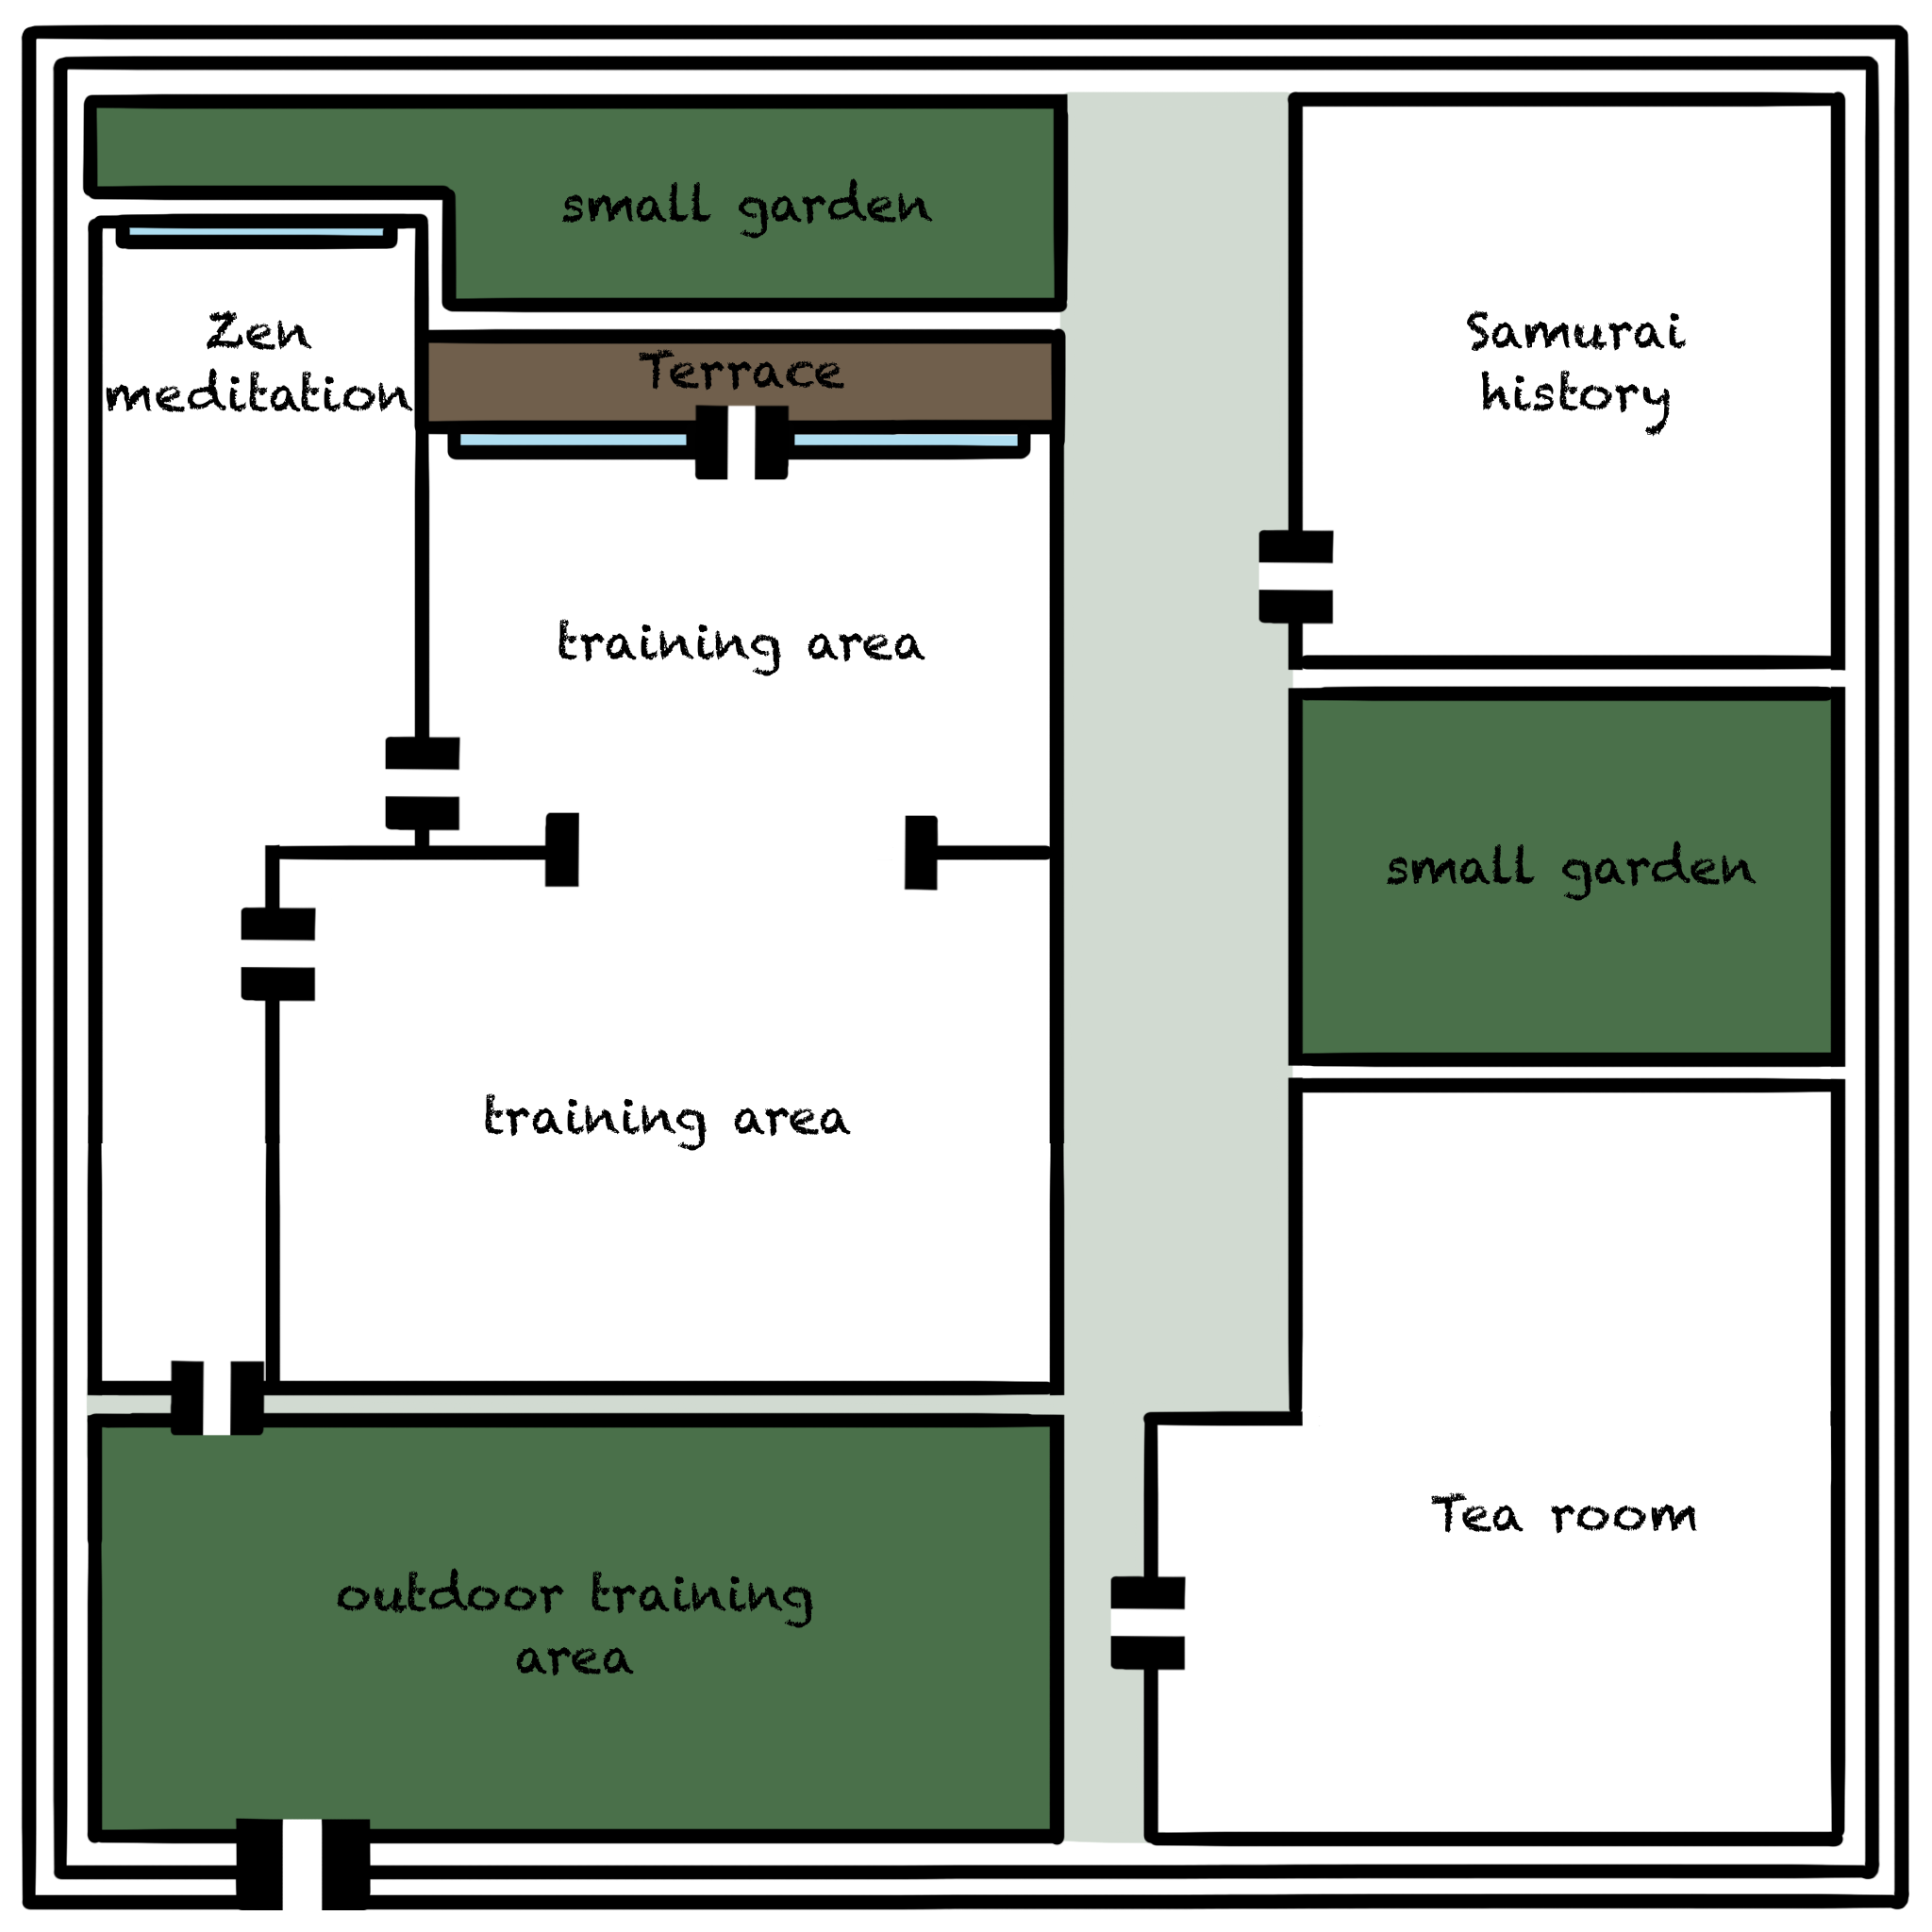 small garden
Zen
meditation
Terrace
Samurai
history
training area
small garden
training area
Tea room
outdoor training
area